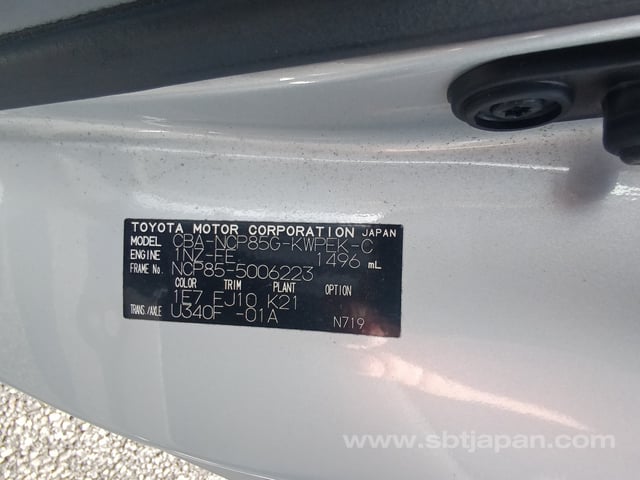 TOYOTA MOTOR CORPORATION JAPAN
MODEL CBA-NCP85G-KWPEK-C
ENGINE 1NZ-FE 1496 mL
FRAME No. NCP85-5006223
COLOR TRIM PLANT OPTION
1E7 EJ10 K21
TRANS./AXLE U340F -01A N719
www.sbtjapan.com